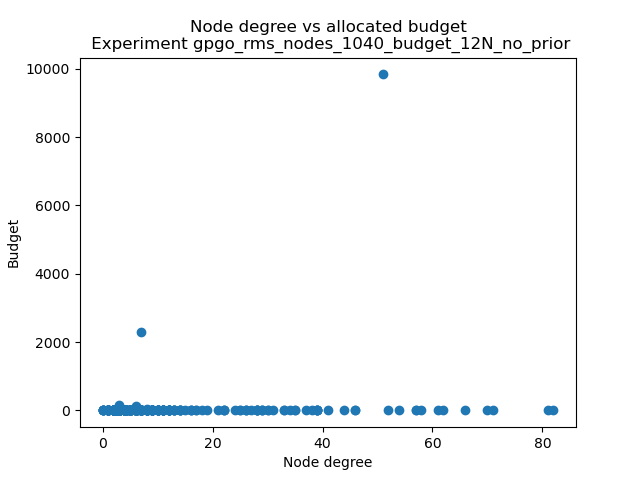 Node degree vs allocated budget
Experiment gpgo_rms_nodes_1040_budget_12N_no_prior
10000
8000
6000
4000
2000
0
Budget
0 20 40 60 80
Node degree